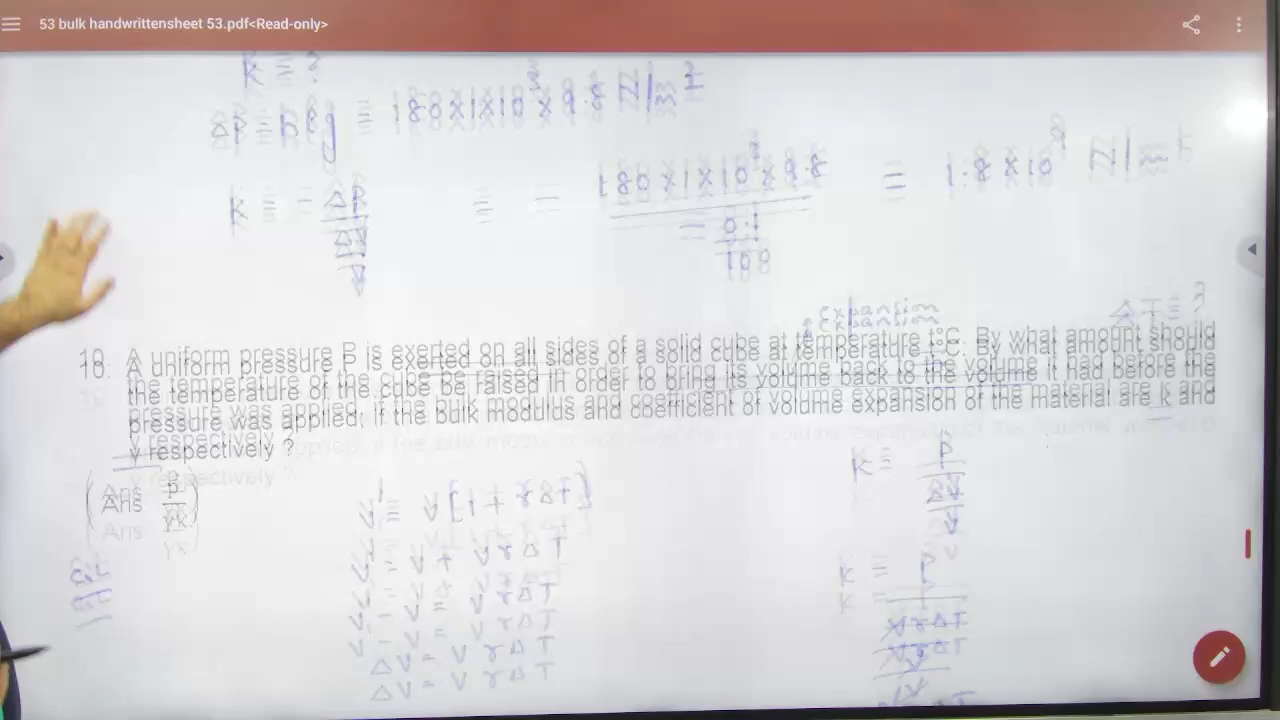 53 bulk handwrittensheet 53.pdf<Read-only>
K = ?
ΔP = hρg = 180×1×10³×9.8 N/m²
K = ΔP/(ΔV/V) = 180×1×10³×9.8/(0.1/100) = 1.8×10⁹ N/m²
Expansion ΔT = ?
10. A uniform pressure P is exerted on all sides of a solid cube at temperature t°C. By what amount should
the temperature of the cube be raised in order to bring its volume back to the volume it had before the
pressure was applied, if the bulk modulus and coefficient of volume expansion of the material are k and
γ respectively ?
(Ans P/γk)
V' = V[1 + γΔT]
V' = V + VγΔT
V' - V = VγΔT
ΔV = VγΔT
K = P/(ΔV/V)
K = P/(VγΔT/V)